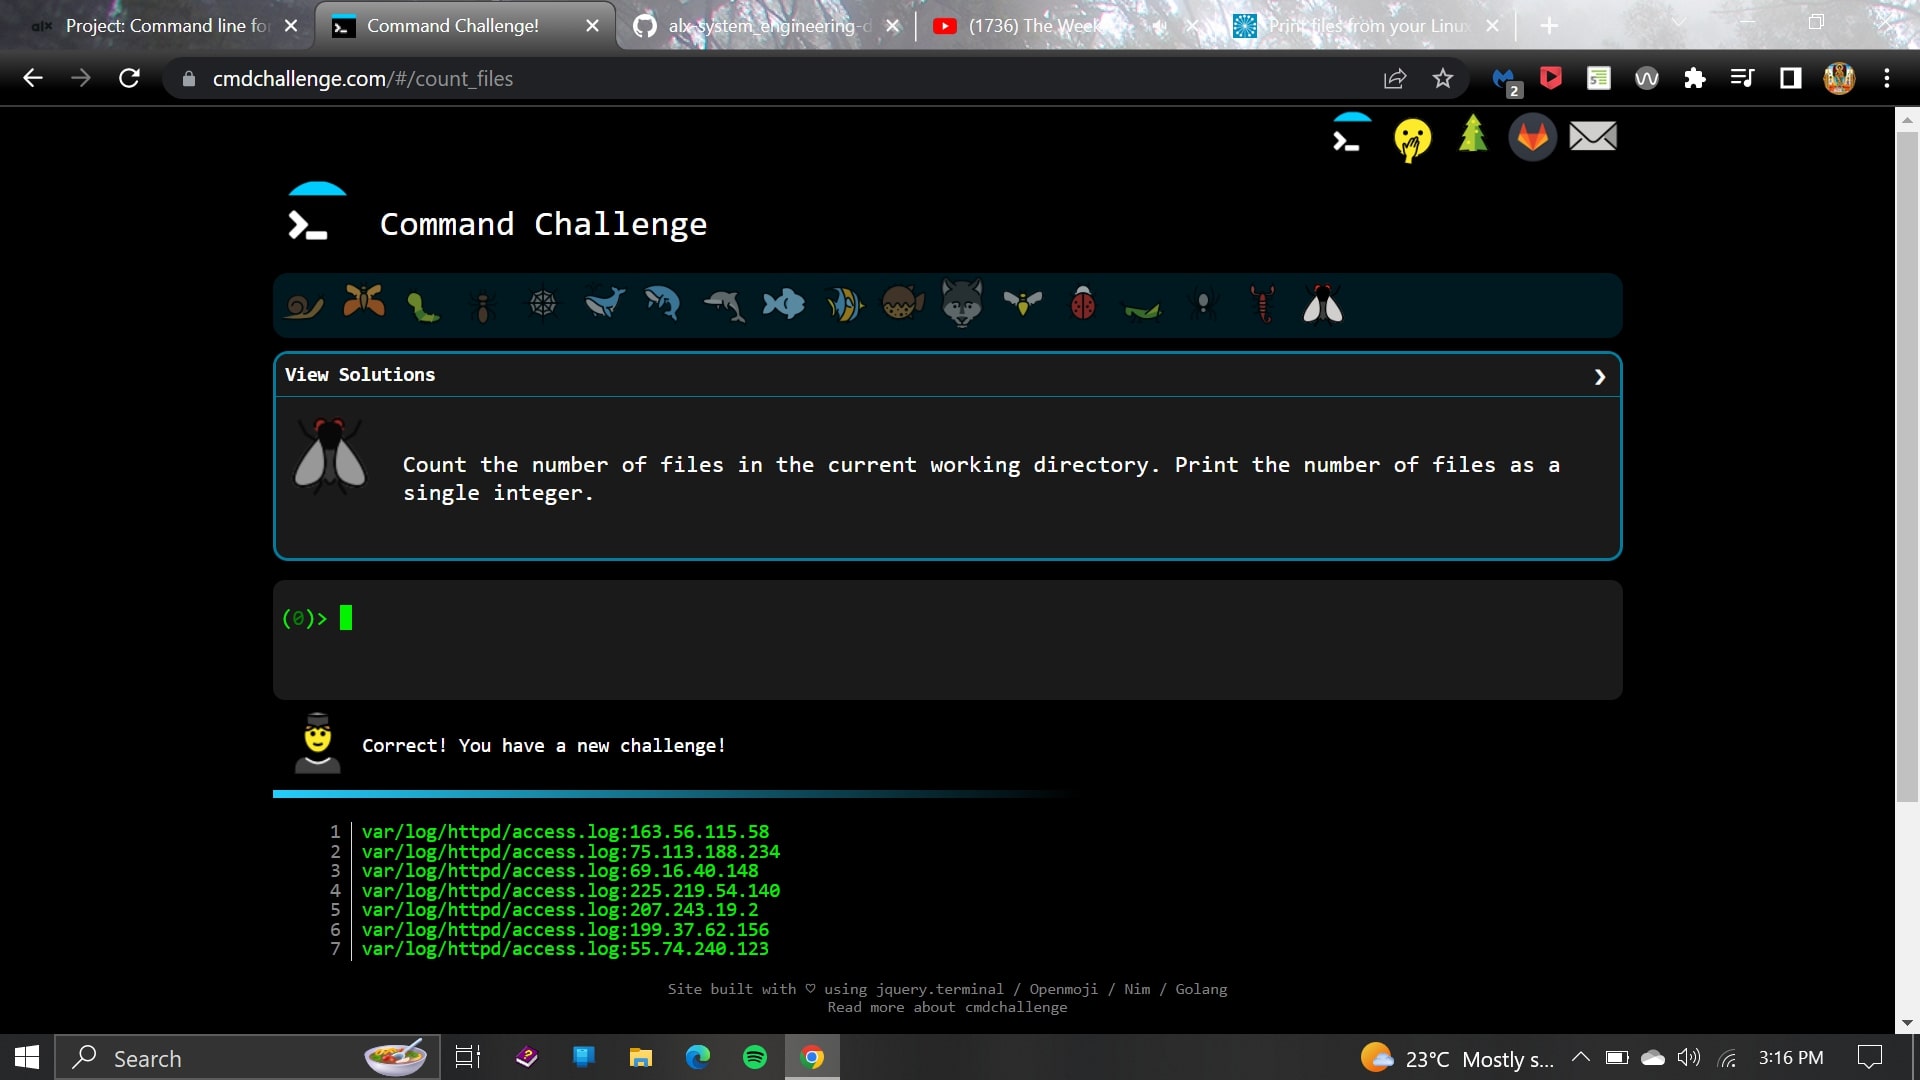 Project: Command line fo
Command Challenge!
alx-system_engineering-d
(1736) The Week
Print files from your Linu
cmdchallenge.com/#/count_files
2
Command Challenge
View Solutions
Count the number of files in the current working directory. Print the number of files as a
single integer.
(0)>
Correct! You have a new challenge!
1 var/log/httpd/access.log:163.56.115.58
2 var/log/httpd/access.log:75.113.188.234
3 var/log/httpd/access.log:69.16.40.148
4 var/log/httpd/access.log:225.219.54.140
5 var/log/httpd/access.log:207.243.19.2
6 var/log/httpd/access.log:199.37.62.156
7 var/log/httpd/access.log:55.74.240.123
Site built with ♡ using jquery.terminal / Openmoji / Nim / Golang
Read more about cmdchallenge
Search
23°C Mostly s...
3:16 PM